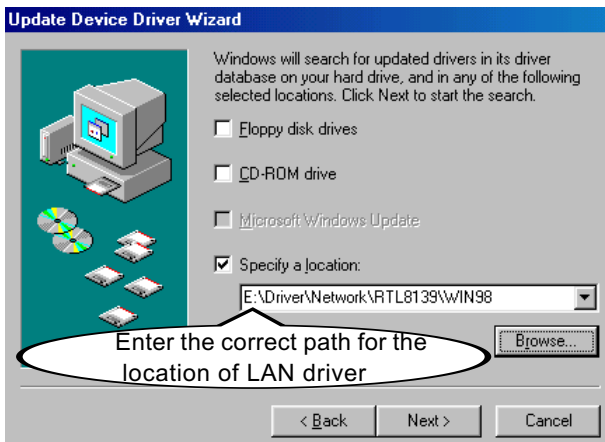 Update Device Driver Wizard
Windows will search for updated drivers in its driver
database on your hard drive, and in any of the following
selected locations. Click Next to start the search.
Floppy disk drives
CD-ROM drive
Microsoft Windows Update
Specify a location:
E:\Driver\Network\RTL8139\WIN98
Enter the correct path for the
location of LAN driver
Browse...
< Back
Next >
Cancel